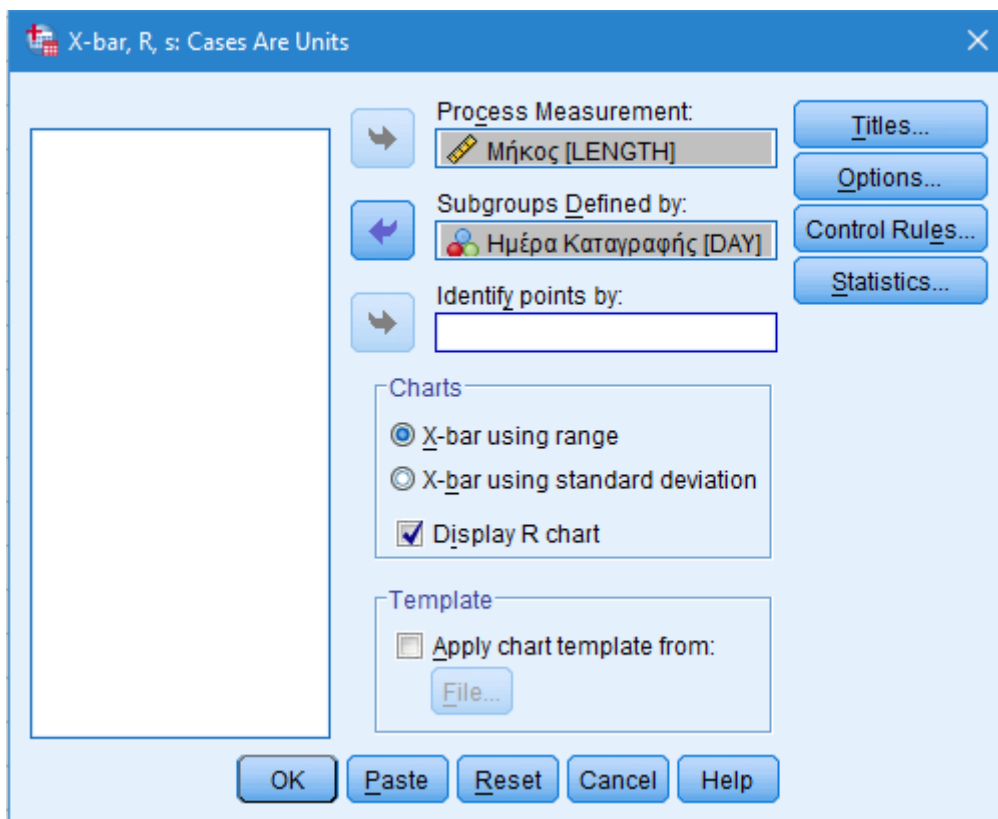 X-bar, R, s: Cases Are Units
Process Measurement:
Μήκος [LENGTH]
Subgroups Defined by:
Ημέρα Καταγραφής [DAY]
Identify points by:
Titles...
Options...
Control Rules...
Statistics...
Charts
X-bar using range
X-bar using standard deviation
Display R chart
Template
Apply chart template from:
File...
OK
Paste
Reset
Cancel
Help